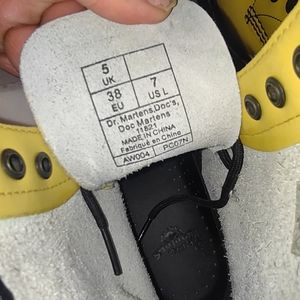 5
UK
38
EU
7
US L
Dr. Martens, Doc's,
Doc Martens
11821
MADE IN CHINA
Fabriqué en Chine
AW004
PC07N